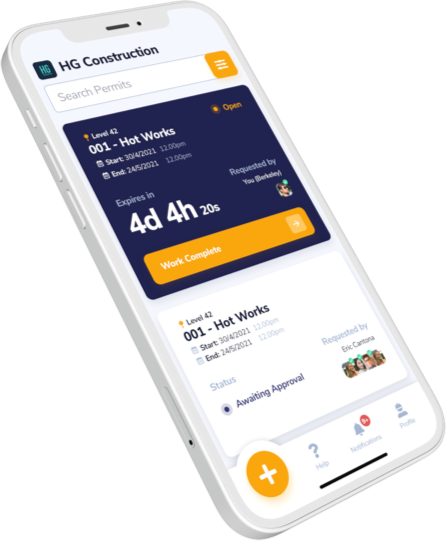 HG HG Construction
Search Permits
Level 42
Open
001 - Hot Works
Start: 30/4/2021 12.00pm
End: 24/5/2021 12.00pm
Expires in
Requested by
4d 4h 20s
You (Berkeley)
Work Complete
Level 42
001 - Hot Works
Start: 30/4/2021 12.00pm
End: 24/5/2021 12.00pm
Status
Requested by
Awaiting Approval
Eric Cantona
Help
9+
Notifications
Profile